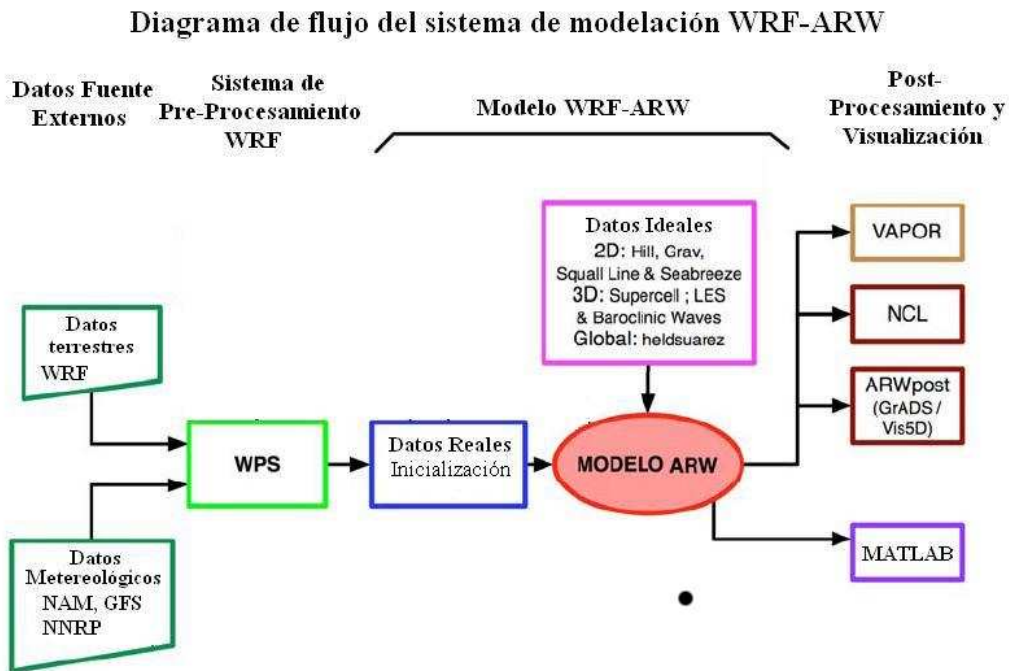 Diagrama de flujo del sistema de modelación WRF-ARW
Datos Fuente
Externos
Sistema de
Pre-Procesamiento
WRF
Modelo WRF-ARW
Post-
Procesamiento y
Visualización
Datos
terrestres
WRF
Datos
Metereológicos
NAM, GFS
NNRP
WPS
Datos Reales
Inicialización
Datos Ideales
2D: Hill, Grav,
Squall Line & Seabreeze
3D: Supercell ; LES
& Baroclinic Waves
Global: heldsuarez
MODELO ARW
VAPOR
NCL
ARWpost
(GrADS /
Vis5D)
MATLAB